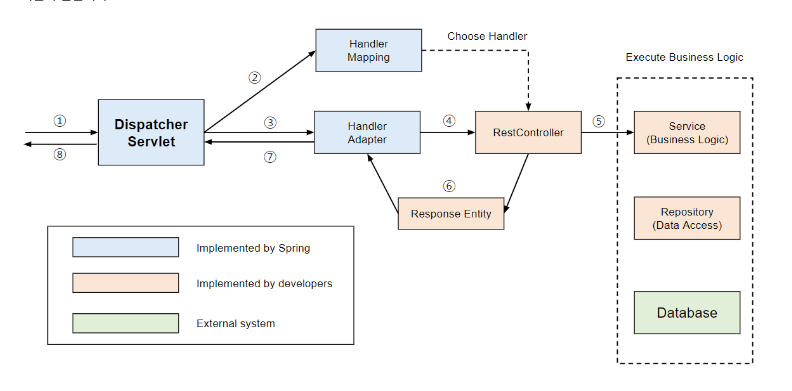 Handler
Mapping
Choose Handler
Execute Business Logic
②
①
Dispatcher
Servlet
③
Handler
Adapter
④
RestController
⑤
Service
(Business Logic)
⑧
⑦
⑥
Response Entity
Repository
(Data Access)
Implemented by Spring
Implemented by developers
External system
Database